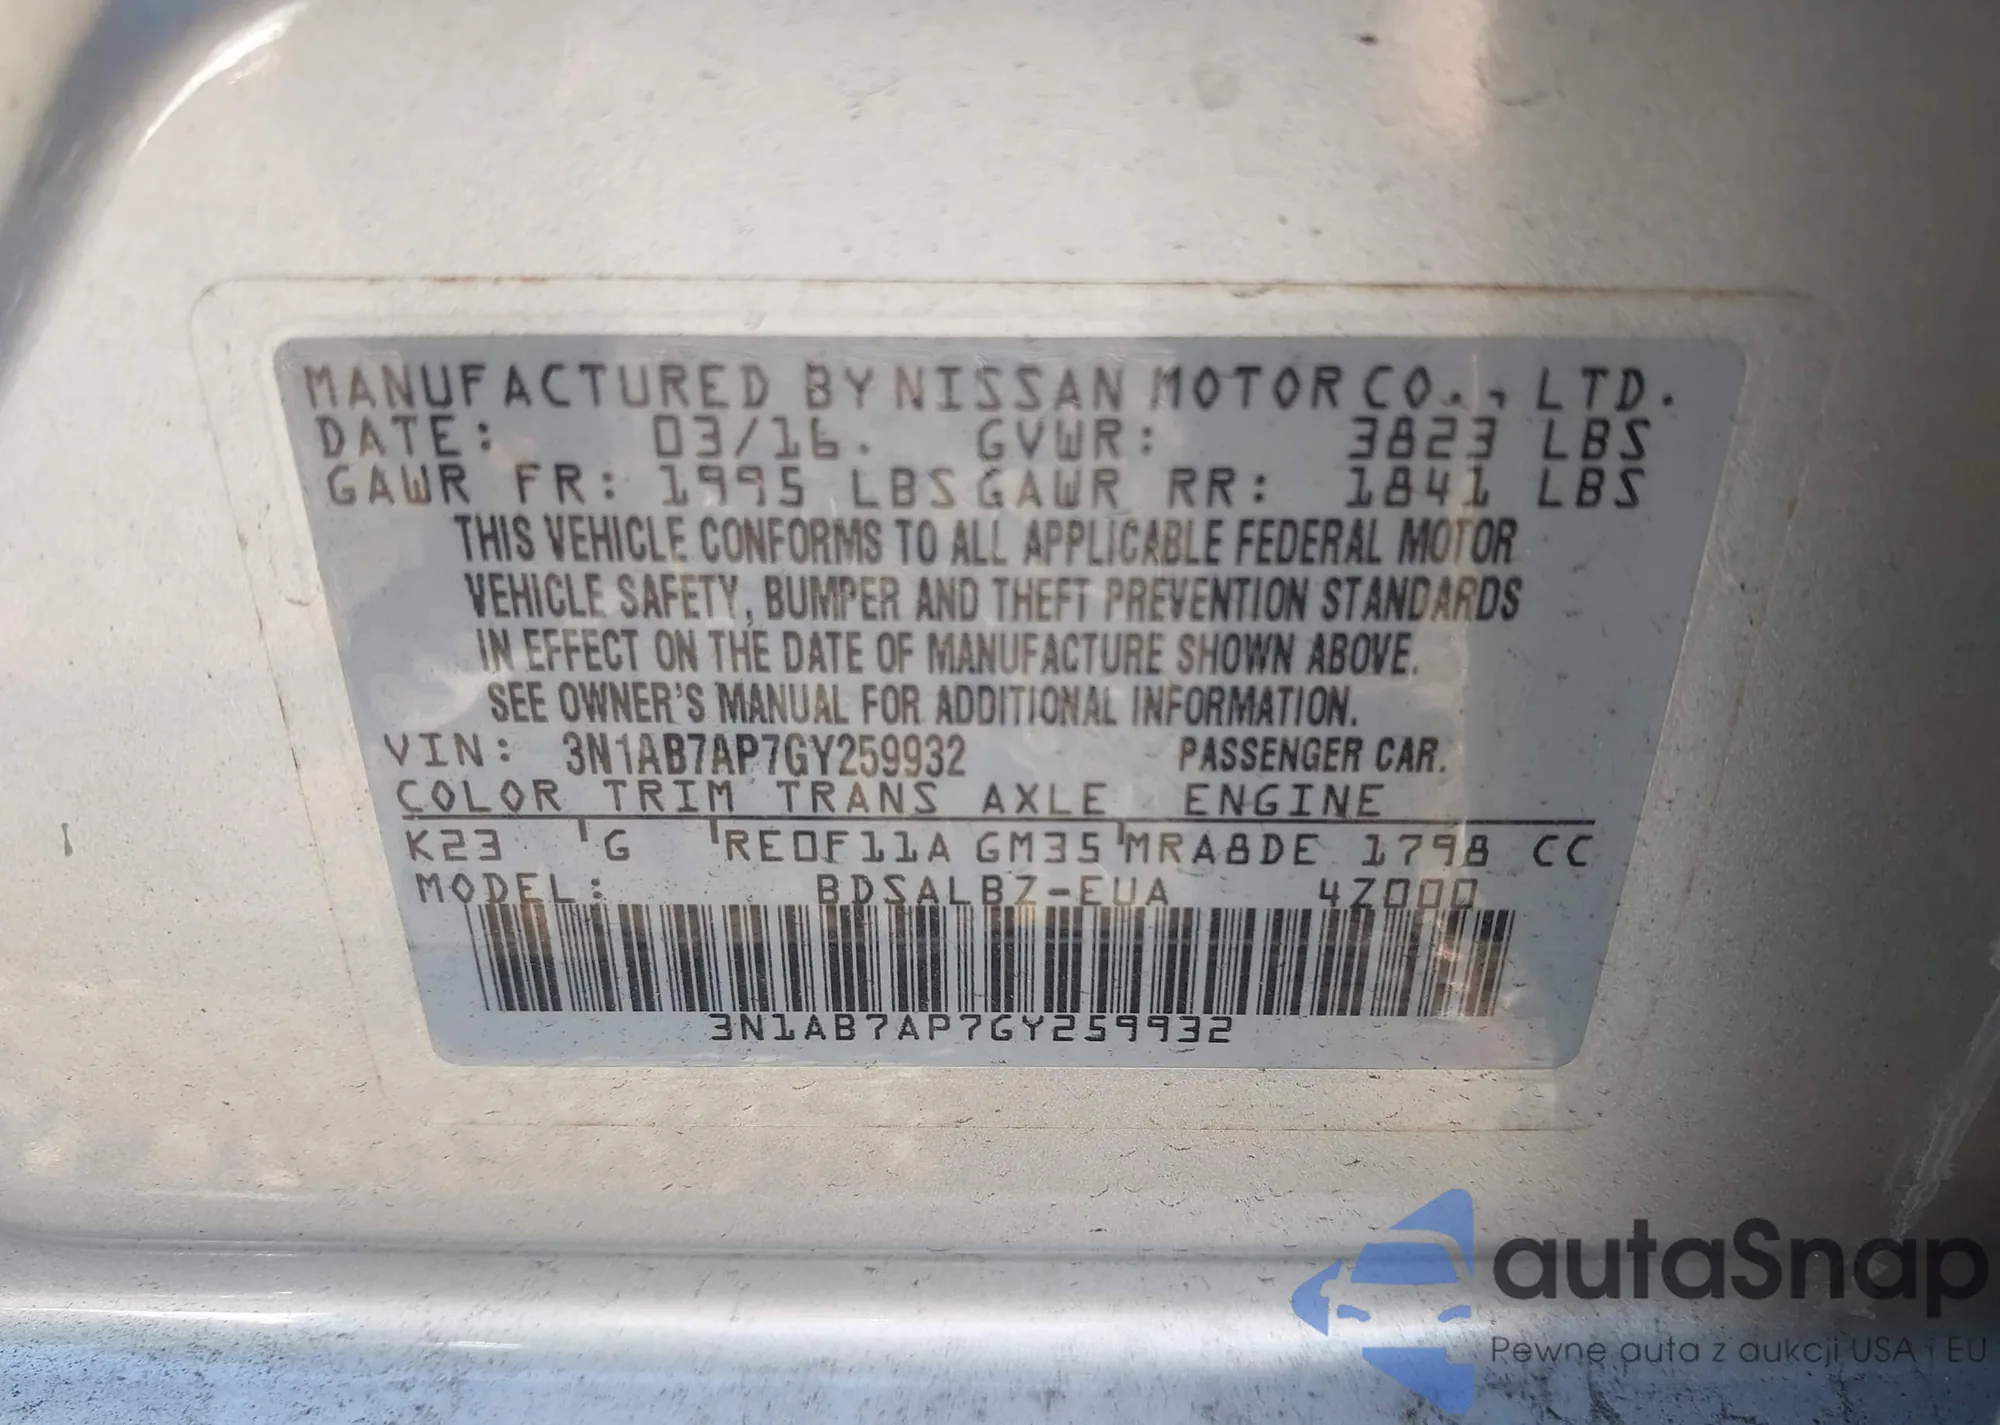 MANUFACTURED BY NISSAN MOTOR CO., LTD.
DATE: 03/16. GVWR: 3823 LBS
GAWR FR: 1995 LBS GAWR RR: 1841 LBS
THIS VEHICLE CONFORMS TO ALL APPLICABLE FEDERAL MOTOR
VEHICLE SAFETY, BUMPER AND THEFT PREVENTION STANDARDS
IN EFFECT ON THE DATE OF MANUFACTURE SHOWN ABOVE.
SEE OWNER'S MANUAL FOR ADDITIONAL INFORMATION.
VIN: 3N1AB7AP7GY259932 PASSENGER CAR.
COLOR TRIM TRANS AXLE ENGINE
K23 G RE0F11A GM35 MRA8DE 1798 CC
MODEL: BDSALBZ-EUA 4Z000
3N1AB7AP7GY259932
autaSnap
Pewne auta z aukcji USA i EU